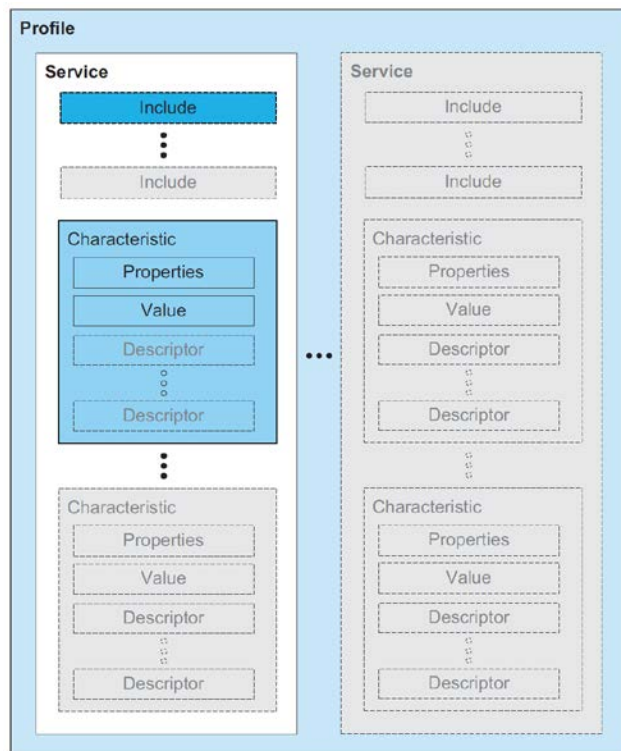 Profile
Service
Include
Include
Characteristic
Properties
Value
Descriptor
Descriptor
Characteristic
Properties
Value
Descriptor
Descriptor
Service
Include
Include
Characteristic
Properties
Value
Descriptor
Descriptor
Characteristic
Properties
Value
Descriptor
Descriptor